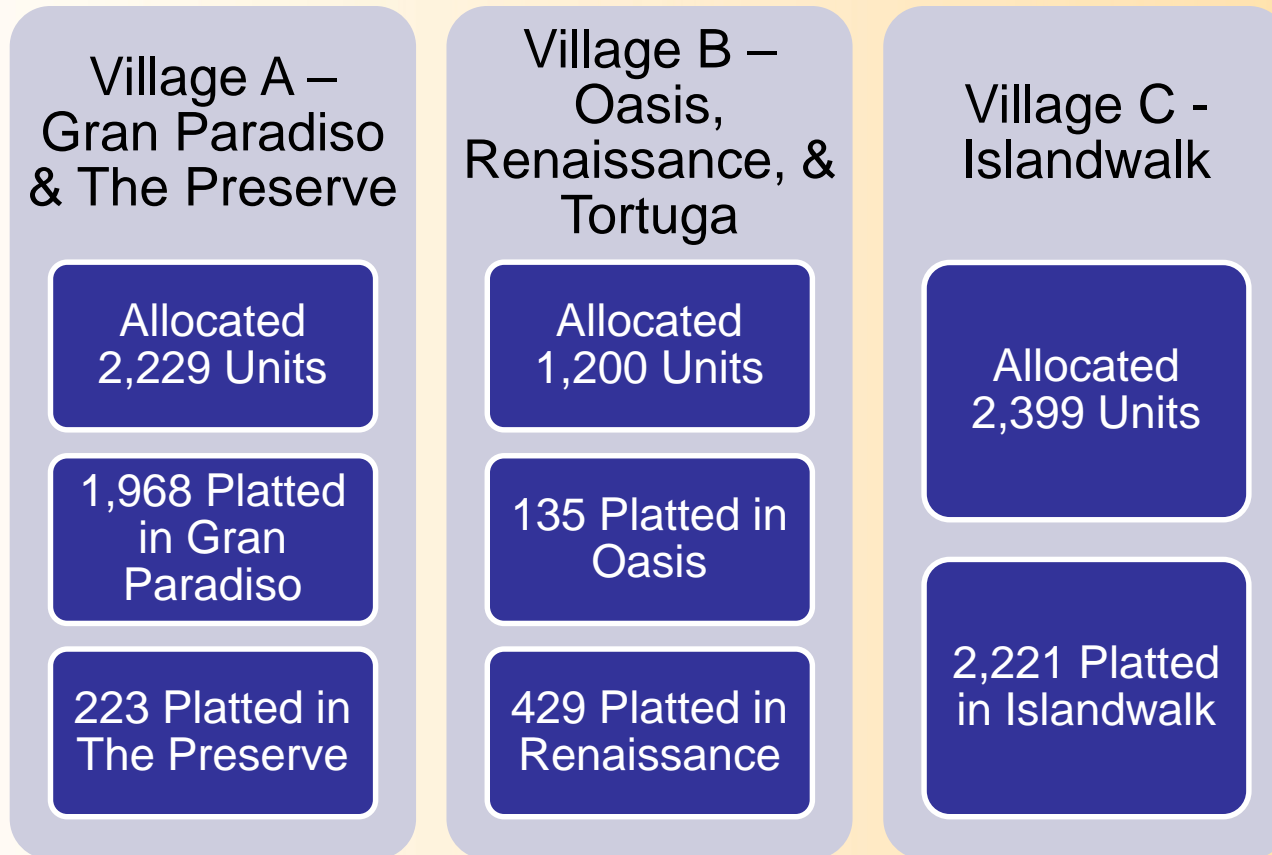 Village A –
Gran Paradiso
& The Preserve
Allocated
2,229 Units
1,968 Platted
in Gran
Paradiso
223 Platted in
The Preserve
Village B –
Oasis,
Renaissance, &
Tortuga
Allocated
1,200 Units
135 Platted in
Oasis
429 Platted in
Renaissance
Village C -
Islandwalk
Allocated
2,399 Units
2,221 Platted
in Islandwalk